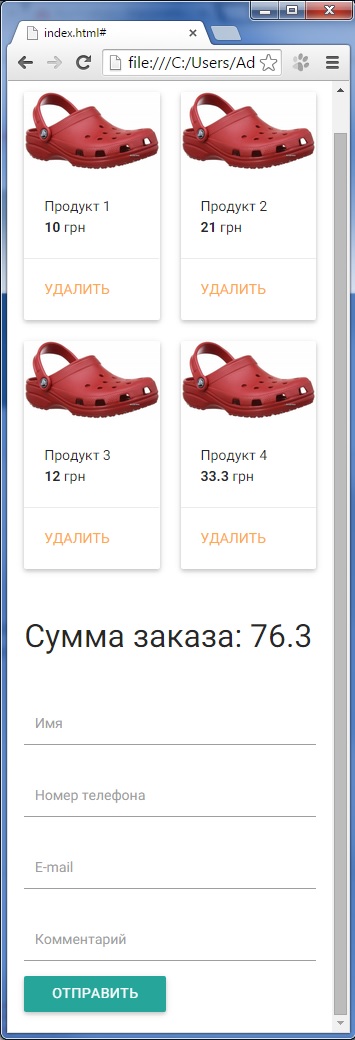 index.html#
file:///C:/Users/Ad
Продукт 1
10 грн
УДАЛИТЬ
Продукт 2
21 грн
УДАЛИТЬ
Продукт 3
12 грн
УДАЛИТЬ
Продукт 4
33.3 грн
УДАЛИТЬ
Сумма заказа: 76.3
Имя
Номер телефона
E-mail
Комментарий
ОТПРАВИТЬ